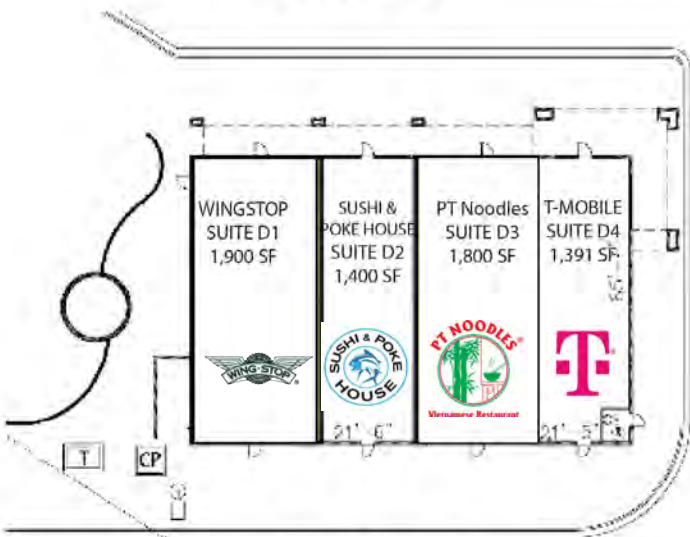 WINGSTOP
SUITE D1
1,900 SF
SUSHI &
POKE HOUSE
SUITE D2
1,400 SF
PT Noodles
SUITE D3
1,800 SF
T-MOBILE
SUITE D4
1,391 SF
WING·STOP
SUSHI & POKE
HOUSE
PT NOODLES®
Vietnamese Restaurant
T
21' - 6"
T
CP